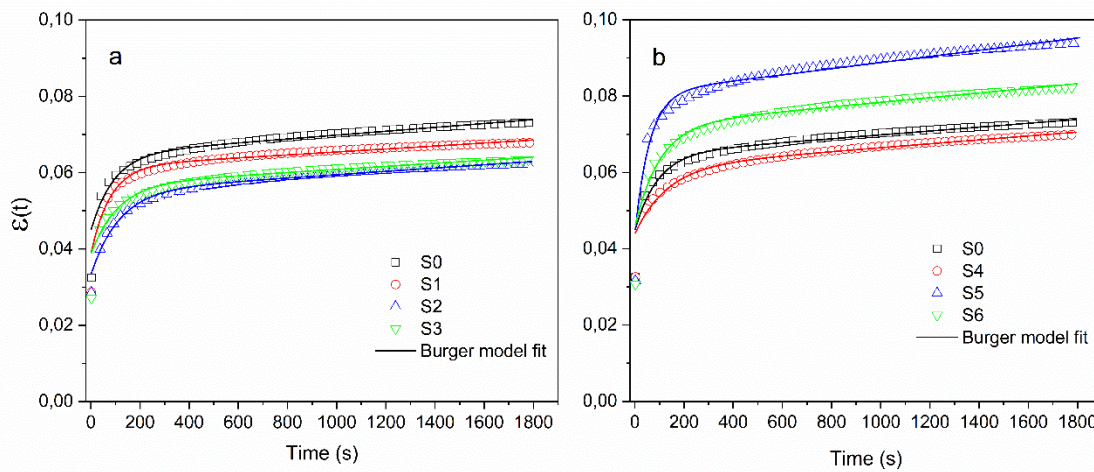 a
ε(t)
0,10
0,08
0,06
0,04
0,02
0,00
S0
S1
S2
S3
Burger model fit
0 200 400 600 800 1000 1200 1400 1600 1800
Time (s)
b
0,10
0,08
0,06
0,04
0,02
0,00
S0
S4
S5
S6
Burger model fit
0 200 400 600 800 1000 1200 1400 1600 1800
Time (s)